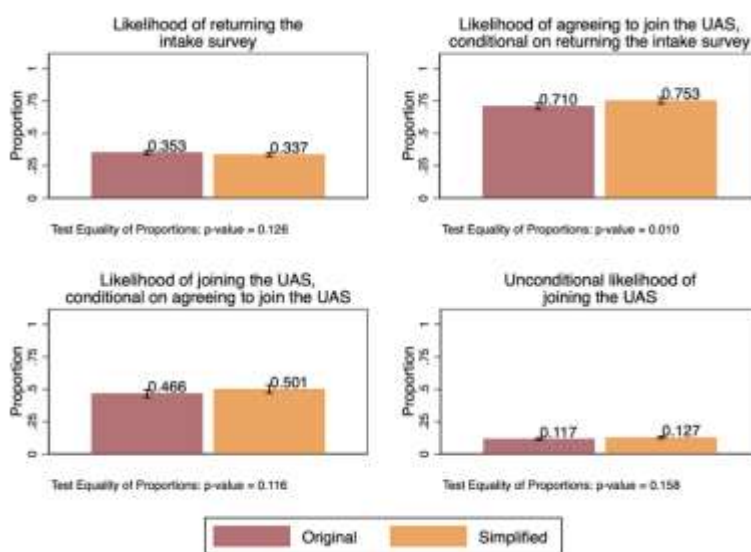 Likelihood of returning the
intake survey
Proportion
1
.75
.5
.25
0
0.353
0.337
Test Equality of Proportions: p-value = 0.126
Likelihood of agreeing to join the UAS,
conditional on returning the intake survey
Proportion
1
.75
.5
.25
0
0.710
0.753
Test Equality of Proportions: p-value = 0.010
Likelihood of joining the UAS,
conditional on agreeing to join the UAS
Proportion
1
.75
.5
.25
0
0.466
0.501
Test Equality of Proportions: p-value = 0.116
Unconditional likelihood of
joining the UAS
Proportion
1
.75
.5
.25
0
0.117
0.127
Test Equality of Proportions: p-value = 0.158
Original
Simplified